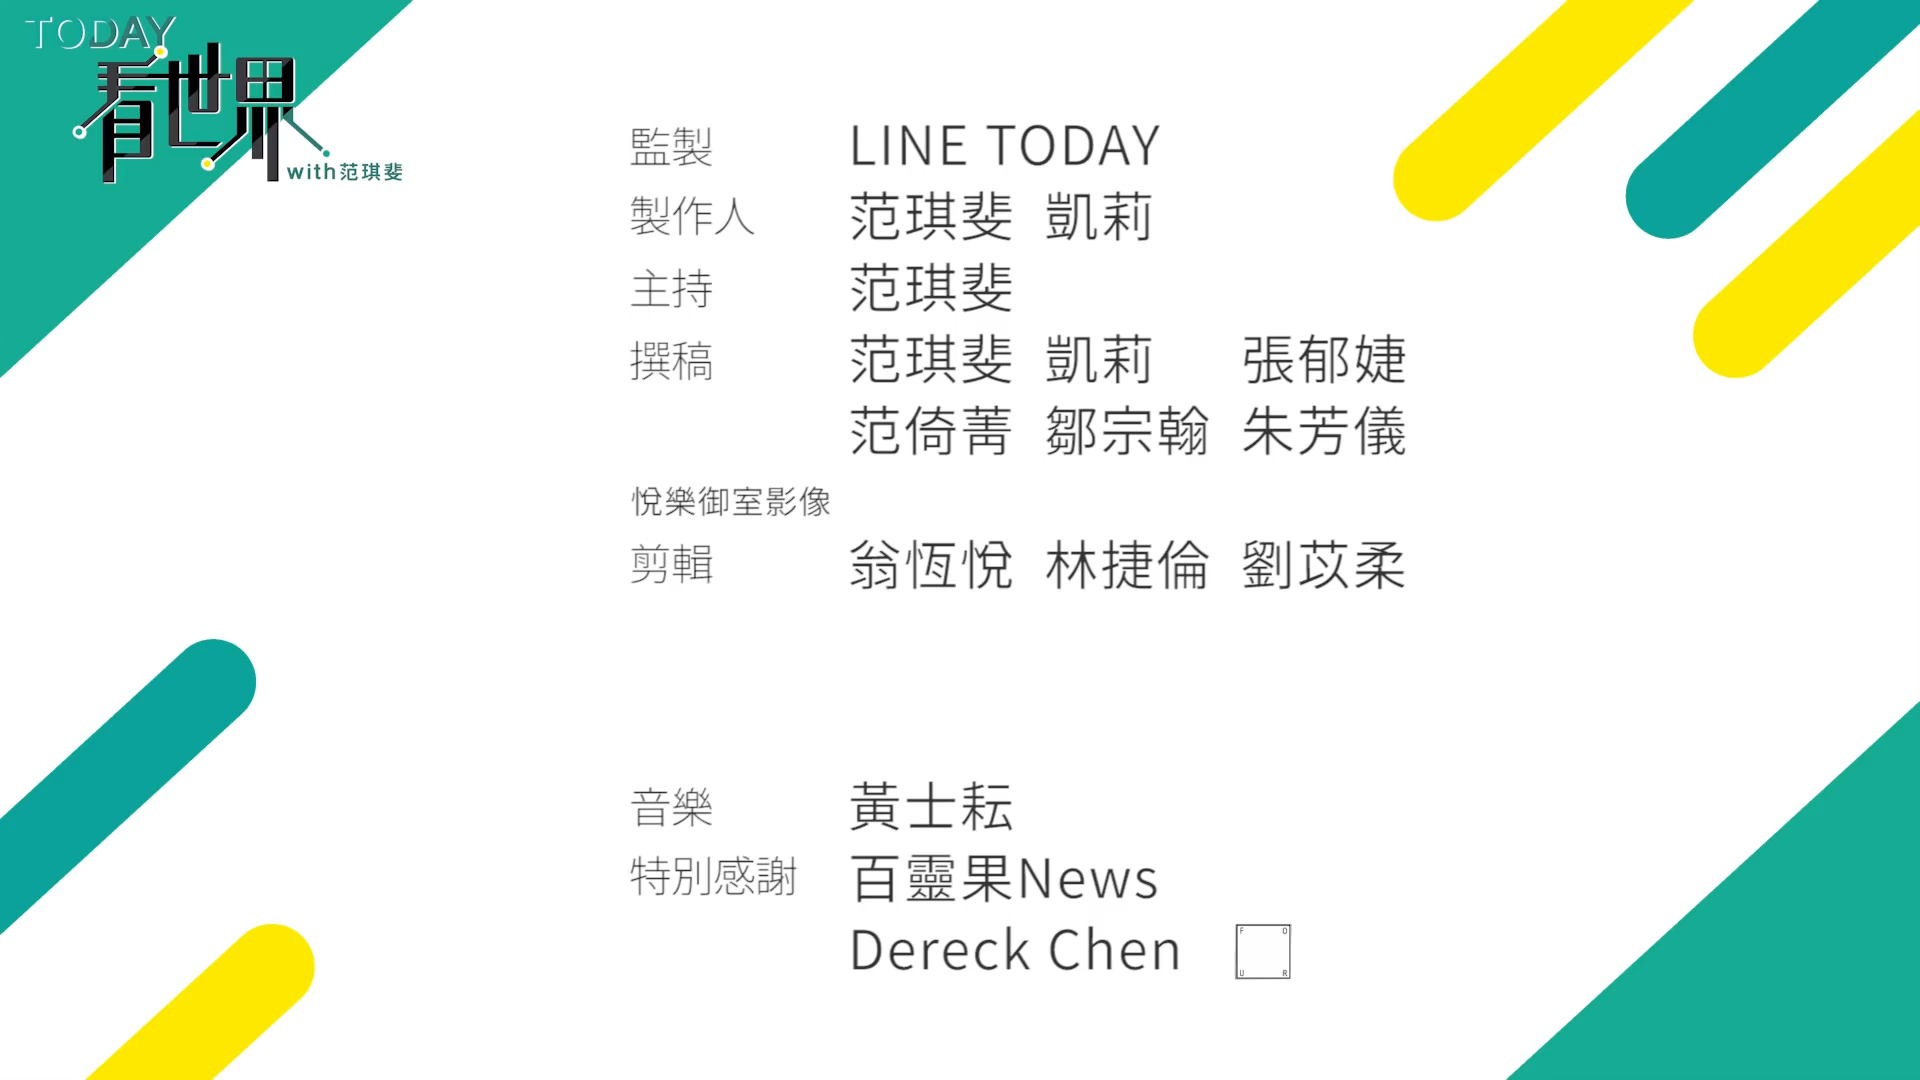 TODAY
看世界
with范琪斐
監製 LINE TODAY
製作人 范琪斐 凱莉
主持 范琪斐
撰稿 范琪斐 凱莉 張郁婕
范倚菁 鄒宗翰 朱芳儀
悅樂御室影像
剪輯 翁恆悅 林捷倫 劉苡柔
音樂 黃士耘
特別感謝 百靈果News
Dereck Chen
F O
U R